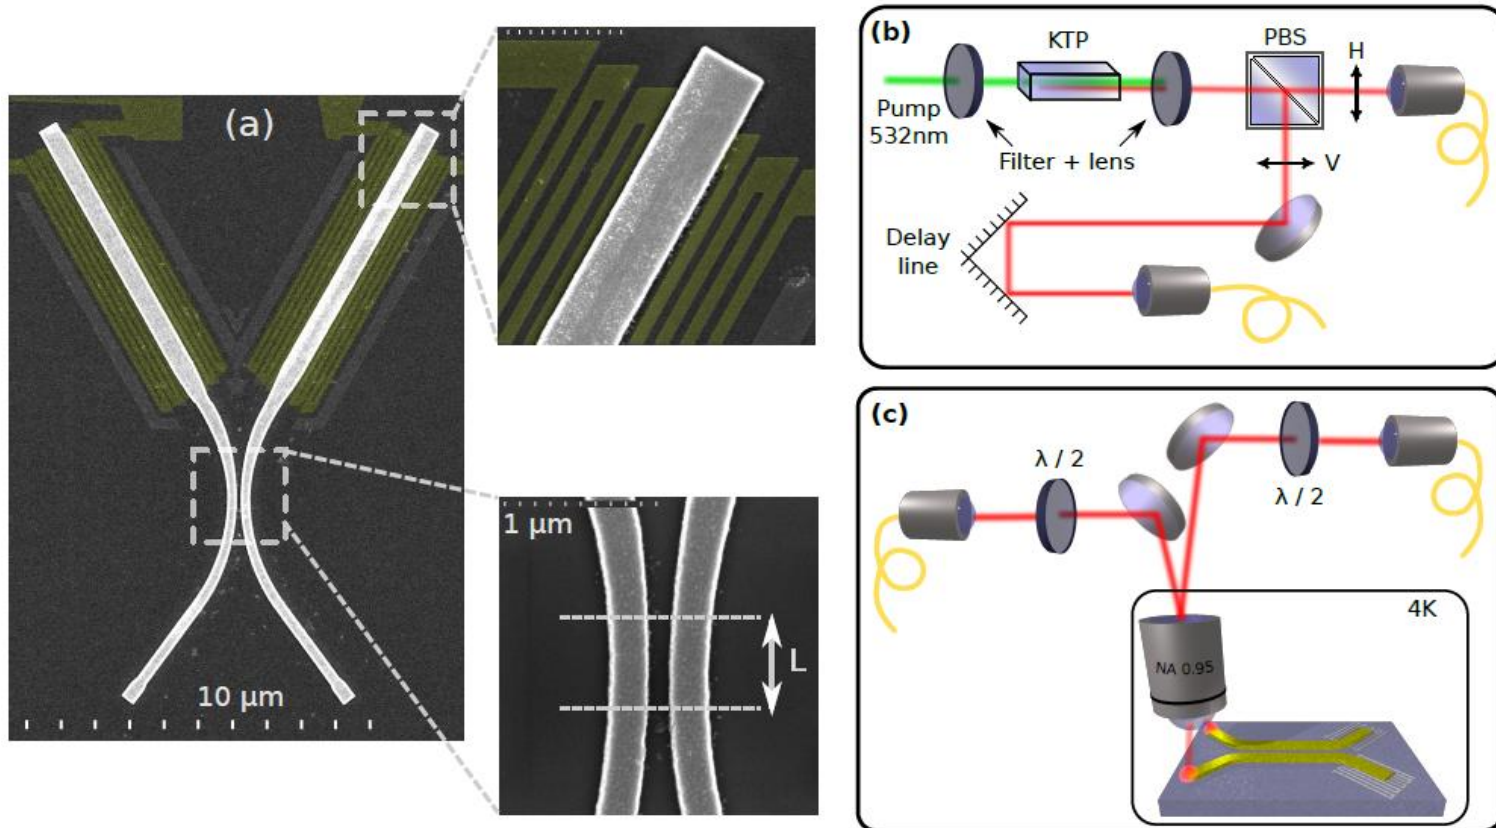 (a)
10 µm
1 µm
L
(b)
KTP
PBS
H
Pump
532nm
Filter + lens
V
Delay
line
(c)
λ / 2
λ / 2
4K
NA 0.95